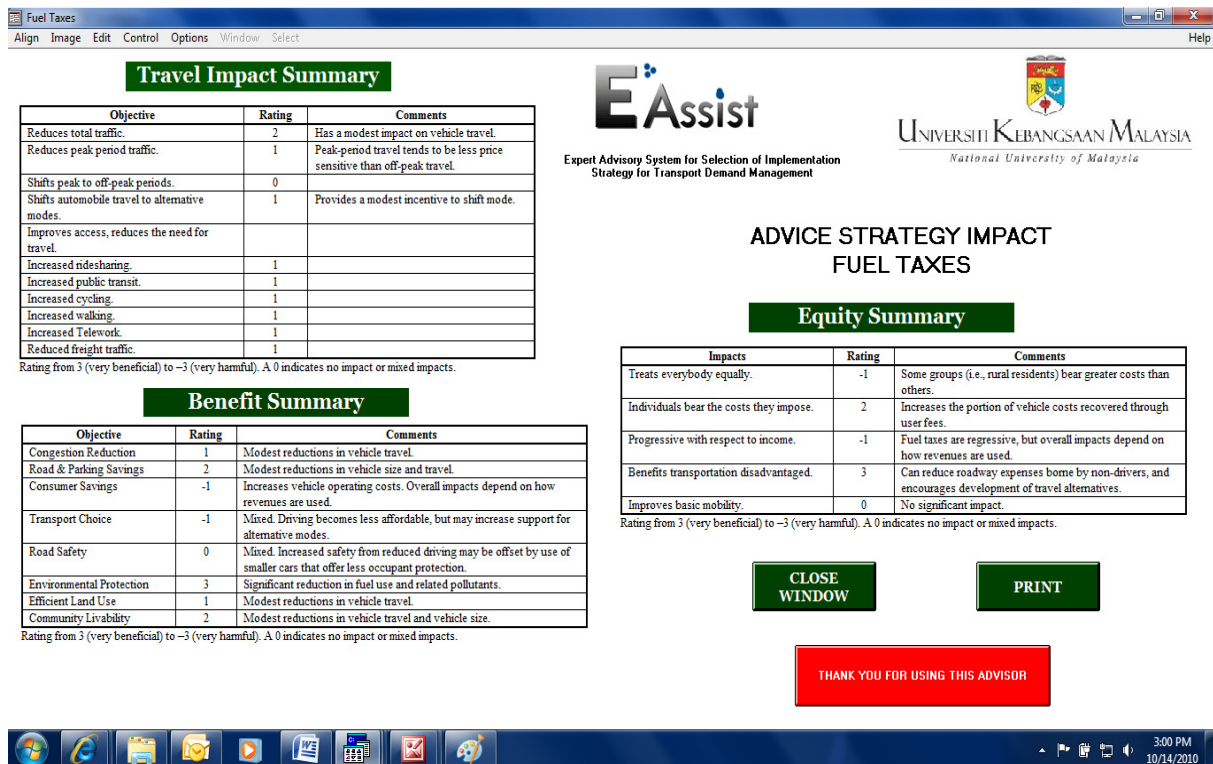 Fuel Taxes
Align Image Edit Control Options Window Select Help
Travel Impact Summary
Objective Rating Comments
Reduces total traffic. 2 Has a modest impact on vehicle travel.
Reduces peak period traffic. 1 Peak-period travel tends to be less price
sensitive than off-peak travel.
Shifts peak to off-peak periods. 0
Shifts automobile travel to alternative 1 Provides a modest incentive to shift mode.
modes.
Improves access, reduces the need for
travel.
Increased ridesharing. 1
Increased public transit. 1
Increased cycling. 1
Increased walking. 1
Increased Telework. 1
Reduced freight traffic. 1
Rating from 3 (very beneficial) to –3 (very harmful). A 0 indicates no impact or mixed impacts.
Benefit Summary
Objective Rating Comments
Congestion Reduction 1 Modest reductions in vehicle travel.
Road & Parking Savings 2 Modest reductions in vehicle size and travel.
Consumer Savings -1 Increases vehicle operating costs. Overall impacts depend on how
revenues are used.
Transport Choice -1 Mixed. Driving becomes less affordable, but may increase support for
alternative modes.
Road Safety 0 Mixed. Increased safety from reduced driving may be offset by use of
smaller cars that offer less occupant protection.
Environmental Protection 3 Significant reduction in fuel use and related pollutants.
Efficient Land Use 1 Modest reductions in vehicle travel.
Community Livability 2 Modest reductions in vehicle travel and vehicle size.
Rating from 3 (very beneficial) to –3 (very harmful). A 0 indicates no impact or mixed impacts.
E Assist
Expert Advisory System for Selection of Implementation
Strategy for Transport Demand Management
UNIVERSITI KEBANGSAAN MALAYSIA
National University of Malaysia
ADVICE STRATEGY IMPACT
FUEL TAXES
Equity Summary
Impacts Rating Comments
Treats everybody equally. -1 Some groups (i.e., rural residents) bear greater costs than
others.
Individuals bear the costs they impose. 2 Increases the portion of vehicle costs recovered through
user fees.
Progressive with respect to income. -1 Fuel taxes are regressive, but overall impacts depend on
how revenues are used.
Benefits transportation disadvantaged. 3 Can reduce roadway expenses borne by non-drivers, and
encourages development of travel alternatives.
Improves basic mobility. 0 No significant impact.
Rating from 3 (very beneficial) to –3 (very harmful). A 0 indicates no impact or mixed impacts.
CLOSE
WINDOW
PRINT
THANK YOU FOR USING THIS ADVISOR
3:00 PM
10/14/2010